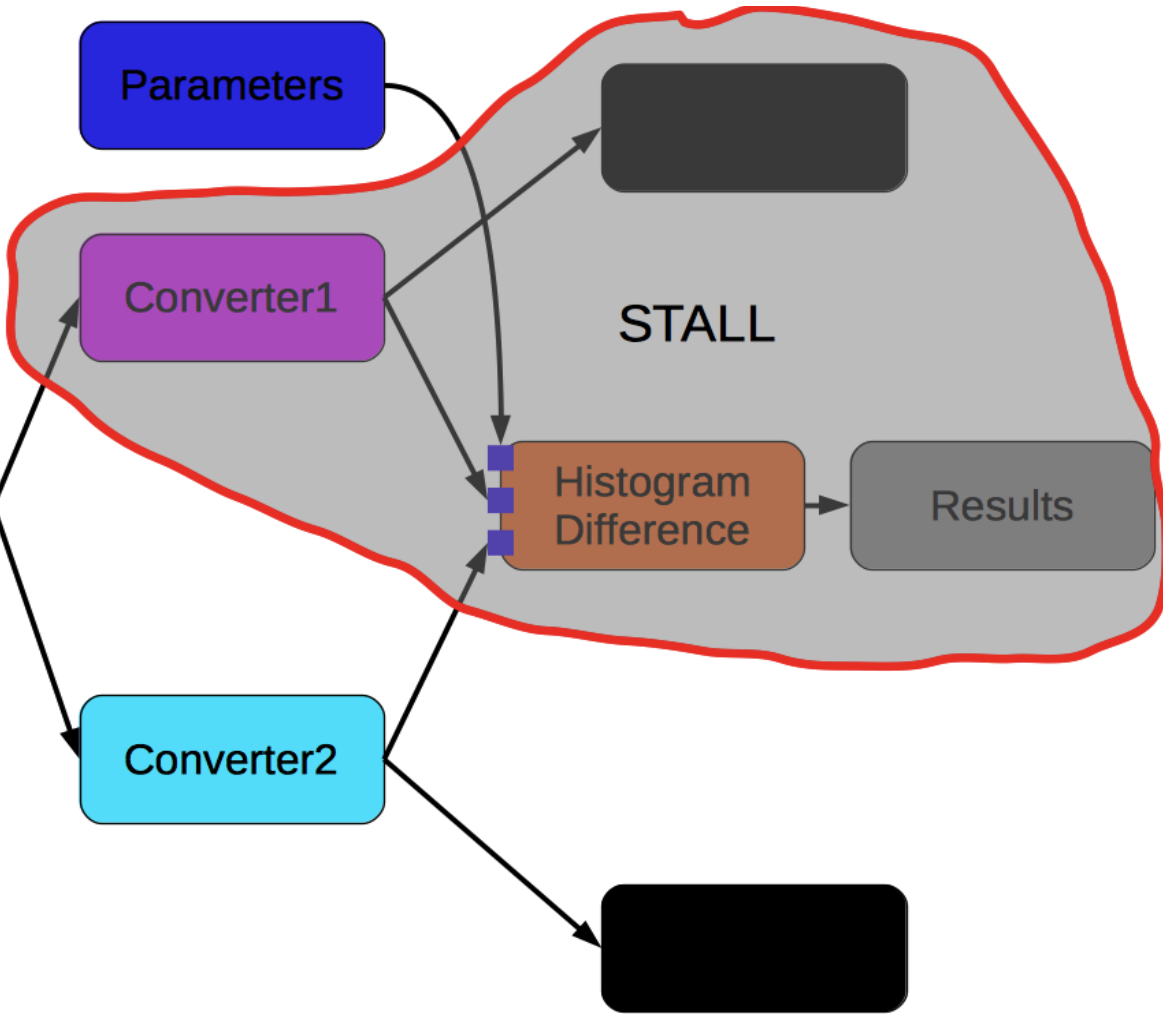 Parameters
Converter1
STALL
Histogram
Difference
Results
Converter2